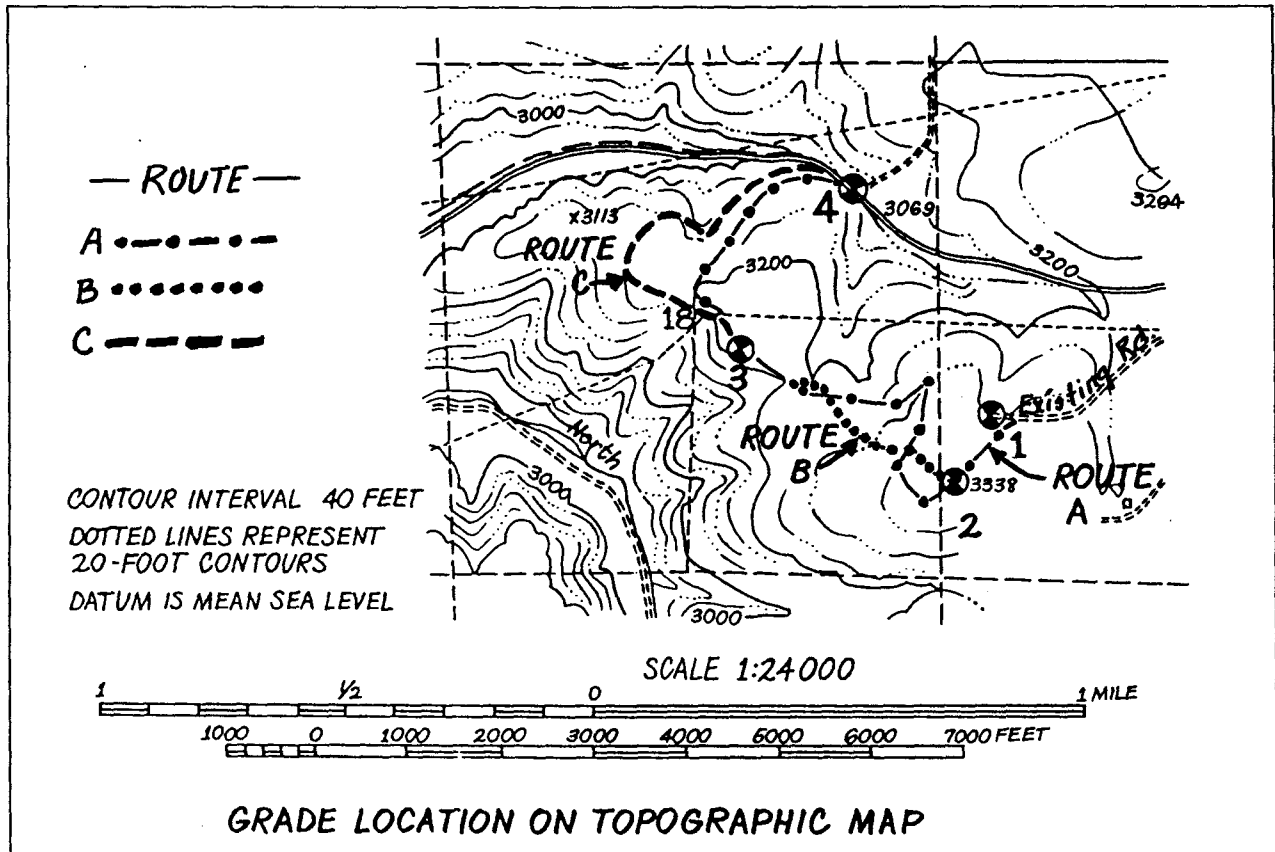 — ROUTE —
A
B
C
3000
x3113
ROUTE
C
18
3
4
3069
3204
3200
3200
Existing Rd
1
ROUTE
A
ROUTE
B
3338
2
North
3000
3000
CONTOUR INTERVAL 40 FEET
DOTTED LINES REPRESENT
20-FOOT CONTOURS
DATUM IS MEAN SEA LEVEL
SCALE 1:24000
1 1/2 0 1 MILE
1000 0 1000 2000 3000 4000 5000 6000 7000 FEET
GRADE LOCATION ON TOPOGRAPHIC MAP